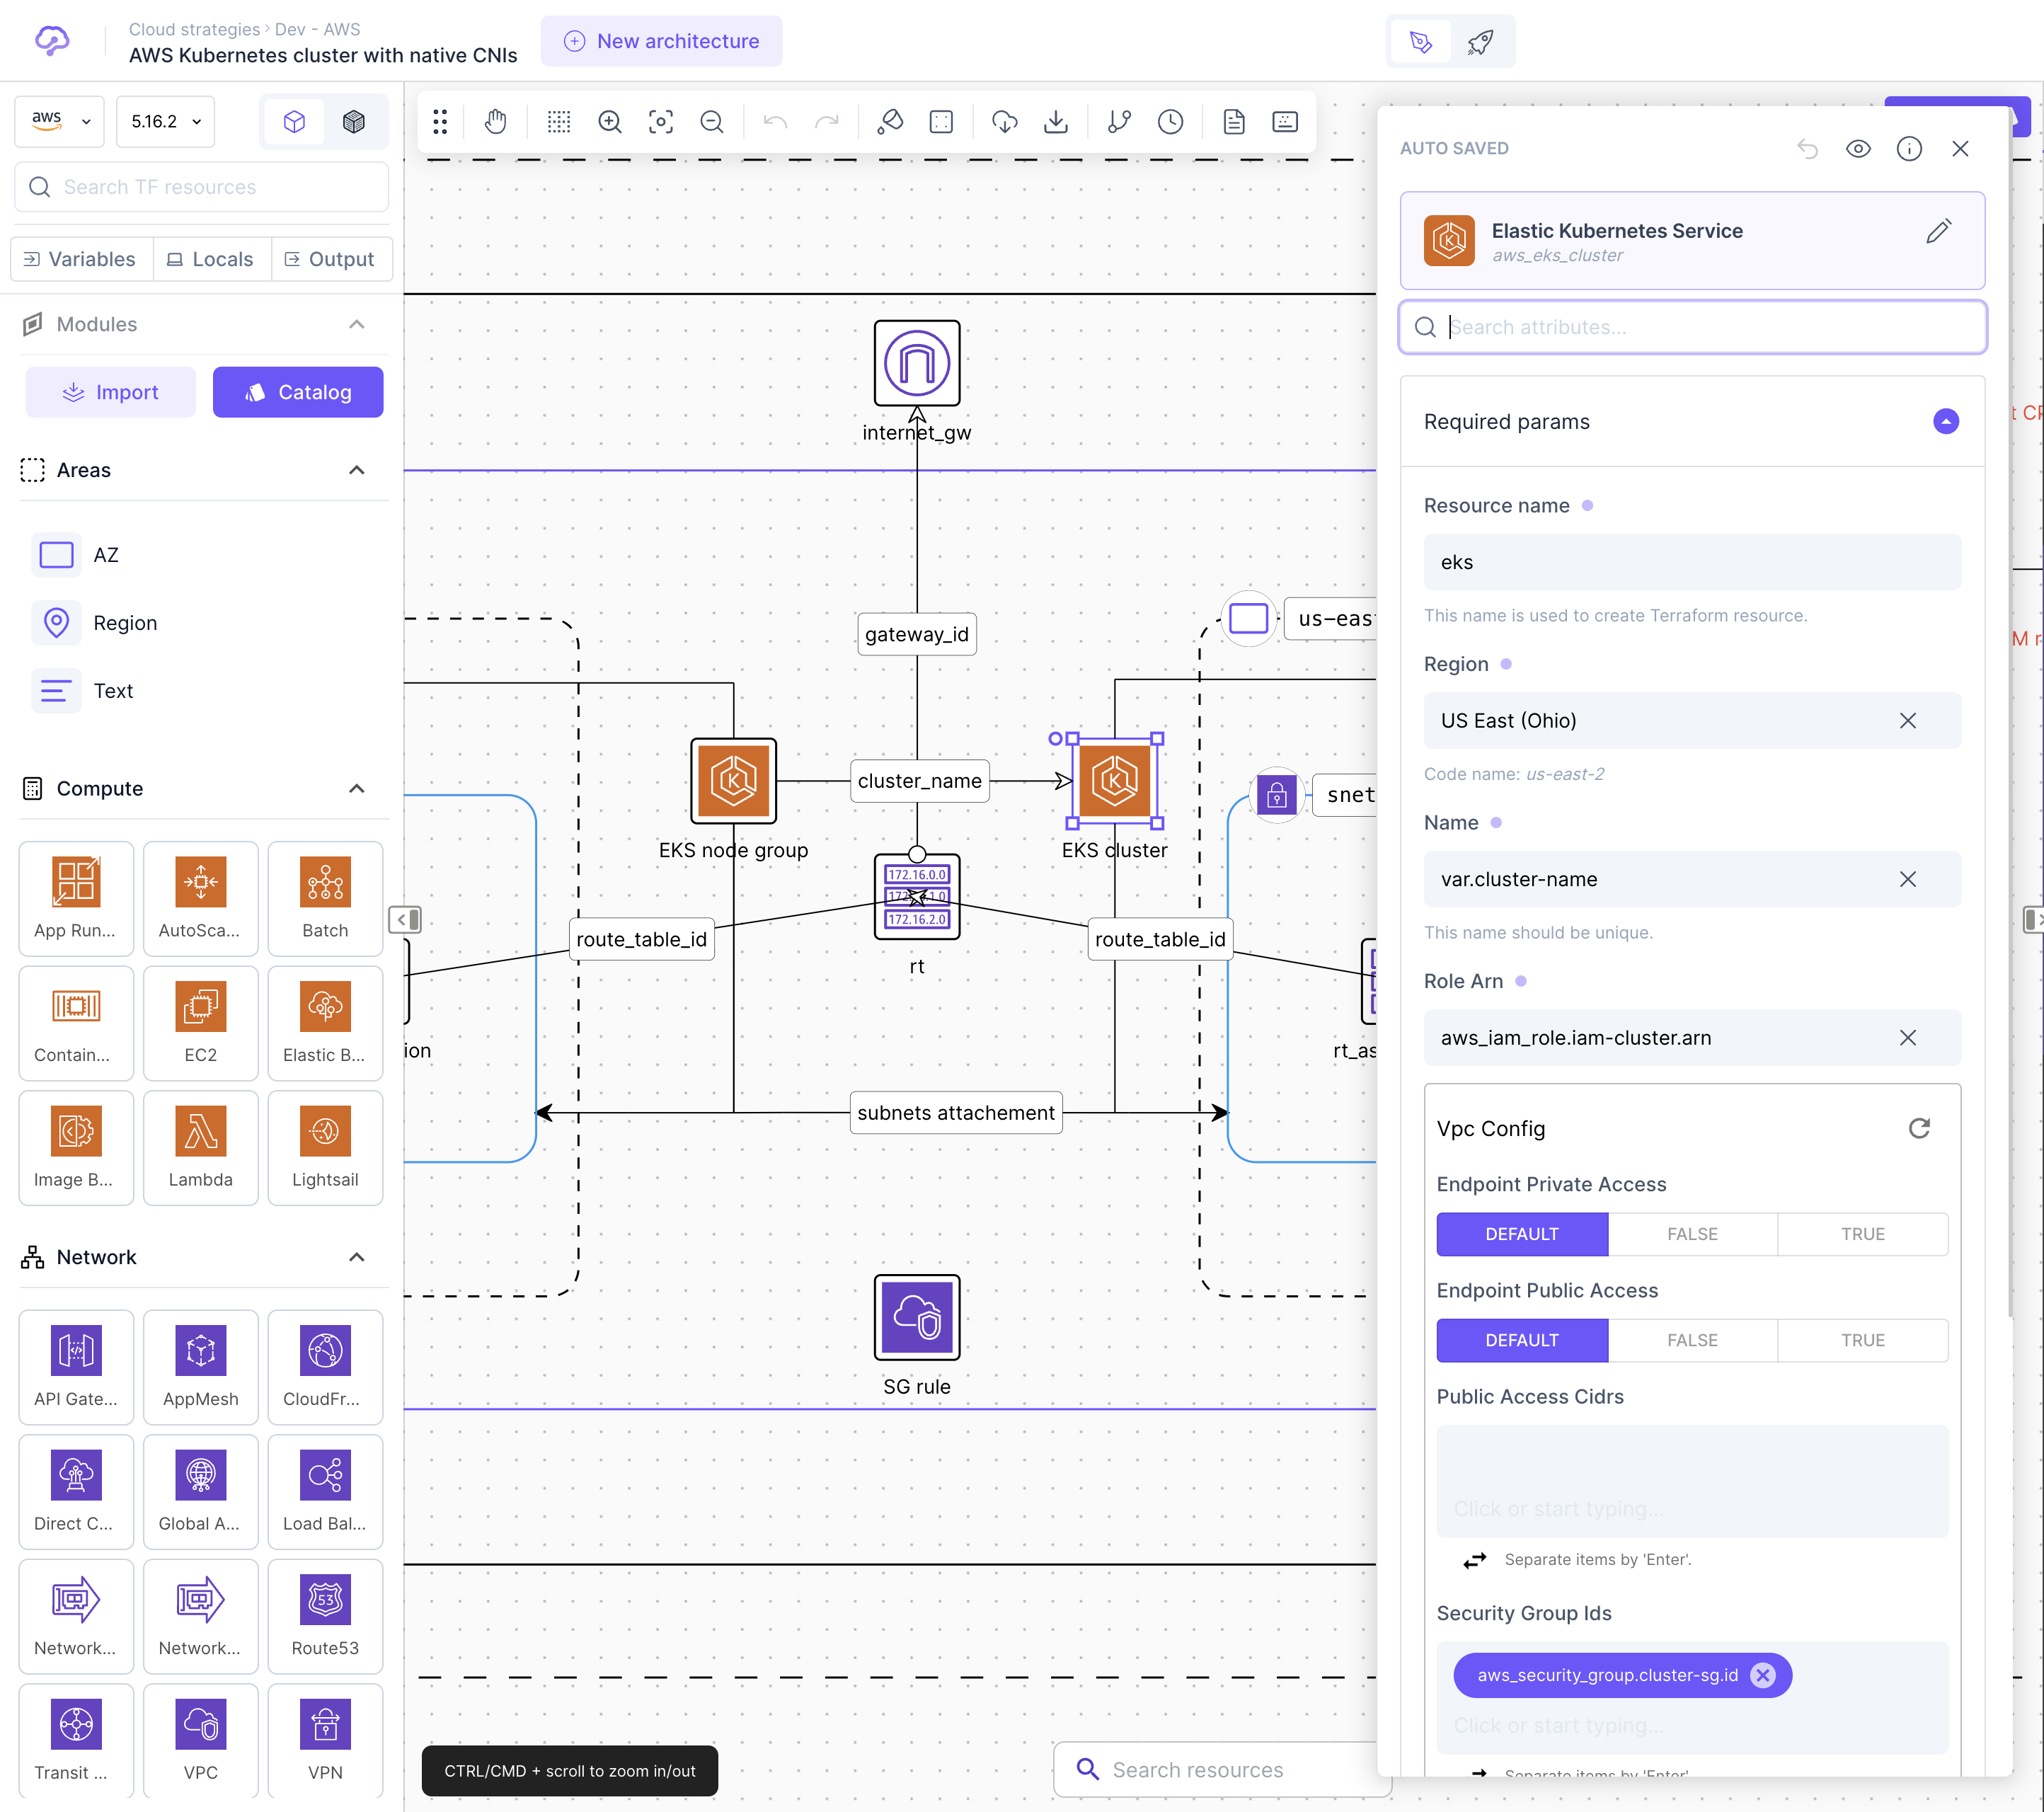 Cloud strategies > Dev - AWS
AWS Kubernetes cluster with native CNIs
New architecture
aws
5.16.2
Search TF resources
Variables
Locals
Output
Modules
Import
Catalog
Areas
AZ
Region
Text
Compute
App Run...
AutoSca...
Batch
Contain...
EC2
Elastic B...
Image B...
Lambda
Lightsail
Network
API Gate...
AppMesh
CloudFr...
Direct C...
Global A...
Load Bal...
Network...
Network...
53
Route53
Transit ...
VPC
VPN
internet_gw
gateway_id
us-east
cluster_name
K
EKS node group
K
EKS cluster
snet
172.16.0.0
172.16.2.0
route_table_id
route_table_id
rt
ion
rt_as
subnets attachement
SG rule
CTRL/CMD + scroll to zoom in/out
Search resources
AUTO SAVED
K
Elastic Kubernetes Service
aws_eks_cluster
Search attributes...
Required params
Resource name
eks
This name is used to create Terraform resource.
Region
US East (Ohio)
Code name: us-east-2
Name
var.cluster-name
This name should be unique.
Role Arn
aws_iam_role.iam-cluster.arn
Vpc Config
Endpoint Private Access
DEFAULT
FALSE
TRUE
Endpoint Public Access
DEFAULT
FALSE
TRUE
Public Access Cidrs
Click or start typing...
Separate items by 'Enter'.
Security Group Ids
aws_security_group.cluster-sg.id
Click or start typing...
Separate items by 'Enter'